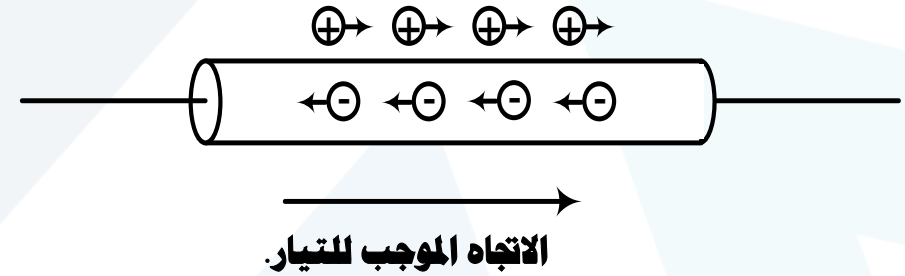 + + + +
- - - -
الاتجاه الموجب للتيار.